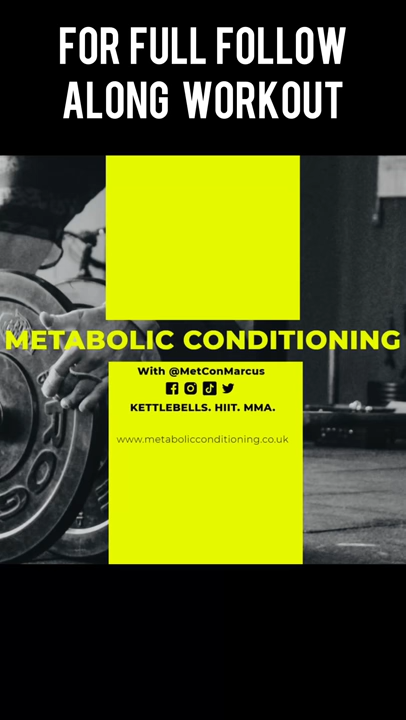 FOR FULL FOLLOW
ALONG WORKOUT
METABOLIC CONDITIONING
With @MetConMarcus
KETTLEBELLS. HIIT. MMA.
www.metabolicconditioning.co.uk